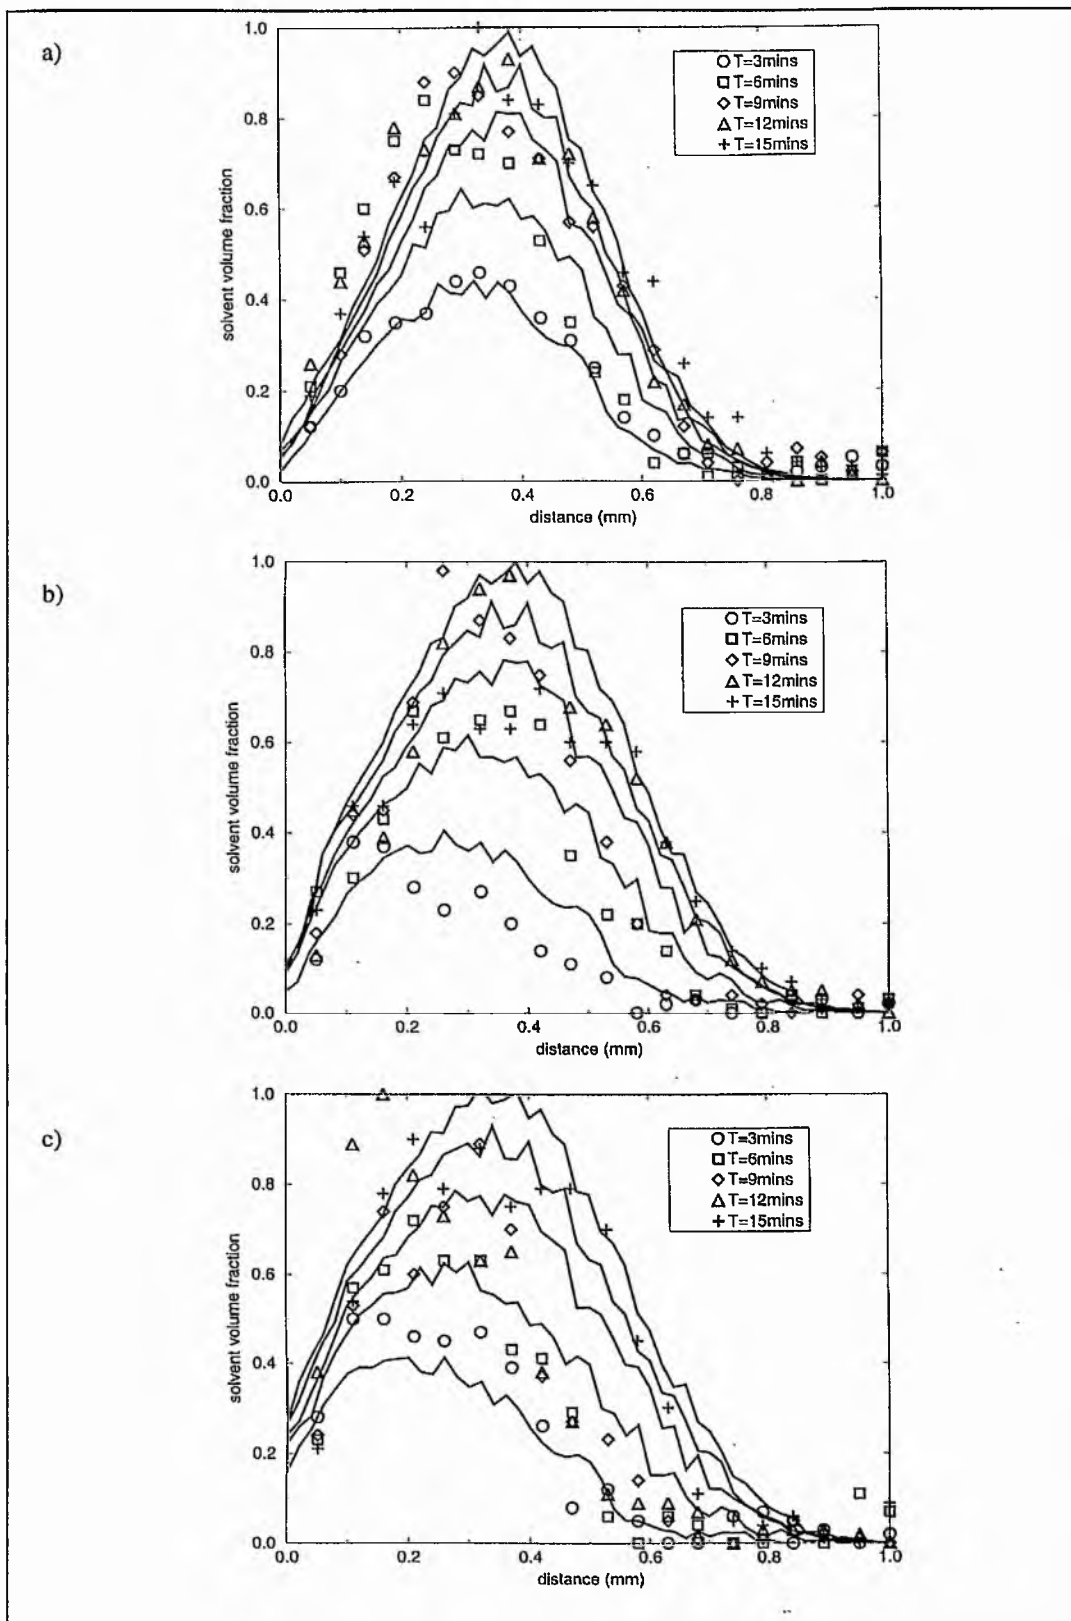 a)
1.0
0.8
0.6
0.4
0.2
0.0
solvent volume fraction
T=3mins
T=6mins
T=9mins
T=12mins
T=15mins
0.0 0.2 0.4 0.6 0.8 1.0
distance (mm)
b)
1.0
0.8
0.6
0.4
0.2
0.0
solvent volume fraction
T=3mins
T=6mins
T=9mins
T=12mins
T=15mins
0.0 0.2 0.4 0.6 0.8 1.0
distance (mm)
c)
1.0
0.8
0.6
0.4
0.2
0.0
solvent volume fraction
T=3mins
T=6mins
T=9mins
T=12mins
T=15mins
0.0 0.2 0.4 0.6 0.8 1.0
distance (mm)